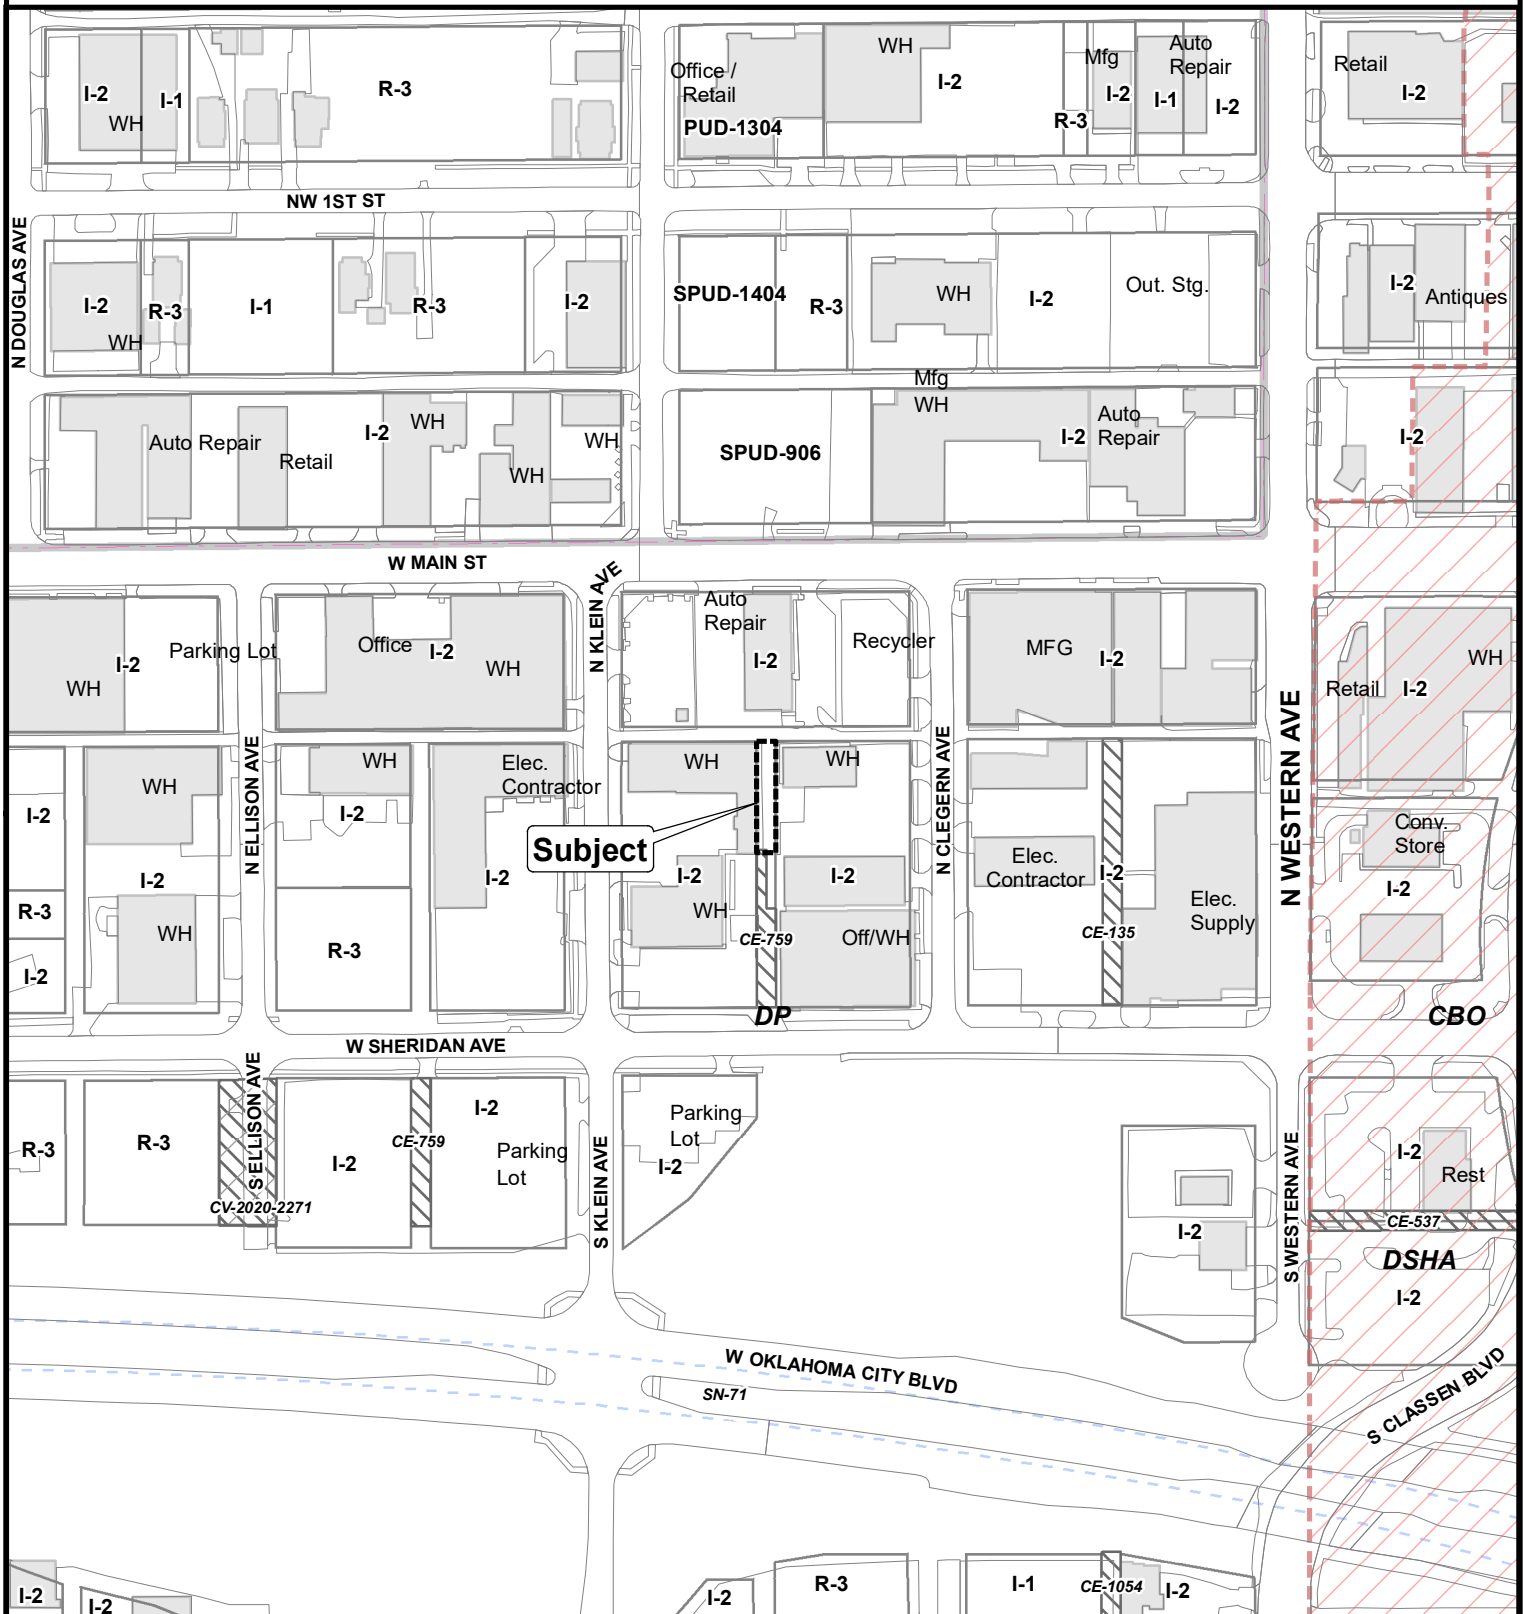 I-2
WH
I-1
R-3
Office /
Retail
PUD-1304
WH
I-2
R-3
Mfg
I-2
I-1
Auto
Repair
I-2
Retail
I-2
NW 1ST ST
N DOUGLAS AVE
I-2
WH
R-3
I-1
R-3
I-2
SPUD-1404
R-3
WH
I-2
Out. Stg.
I-2
Antiques
Auto Repair
Retail
I-2
WH
WH
WH
SPUD-906
Mfg
WH
I-2
Auto
Repair
I-2
W MAIN ST
WH
I-2
Parking Lot
Office
I-2
WH
N KLEIN AVE
Auto
Repair
I-2
Recycler
MFG
I-2
N WESTERN AVE
Retail
I-2
WH
I-2
R-3
I-2
WH
I-2
WH
N ELLISON AVE
WH
I-2
R-3
Elec.
Contractor
I-2
Subject
WH
WH
I-2
WH
CE-759
I-2
Off/WH
DP
N CLEGERN AVE
Elec.
Contractor
I-2
CE-135
Elec.
Supply
Conv.
Store
I-2
CBO
W SHERIDAN AVE
R-3
R-3
S ELLISON AVE
CV-2020-2271
I-2
CE-759
I-2
Parking
Lot
S KLEIN AVE
Parking
Lot
I-2
I-2
S WESTERN AVE
I-2
Rest
CE-537
DSHA
I-2
W OKLAHOMA CITY BLVD
SN-71
S CLASSEN BLVD
I-2
I-2
I-2
R-3
I-1
CE-1054
I-2